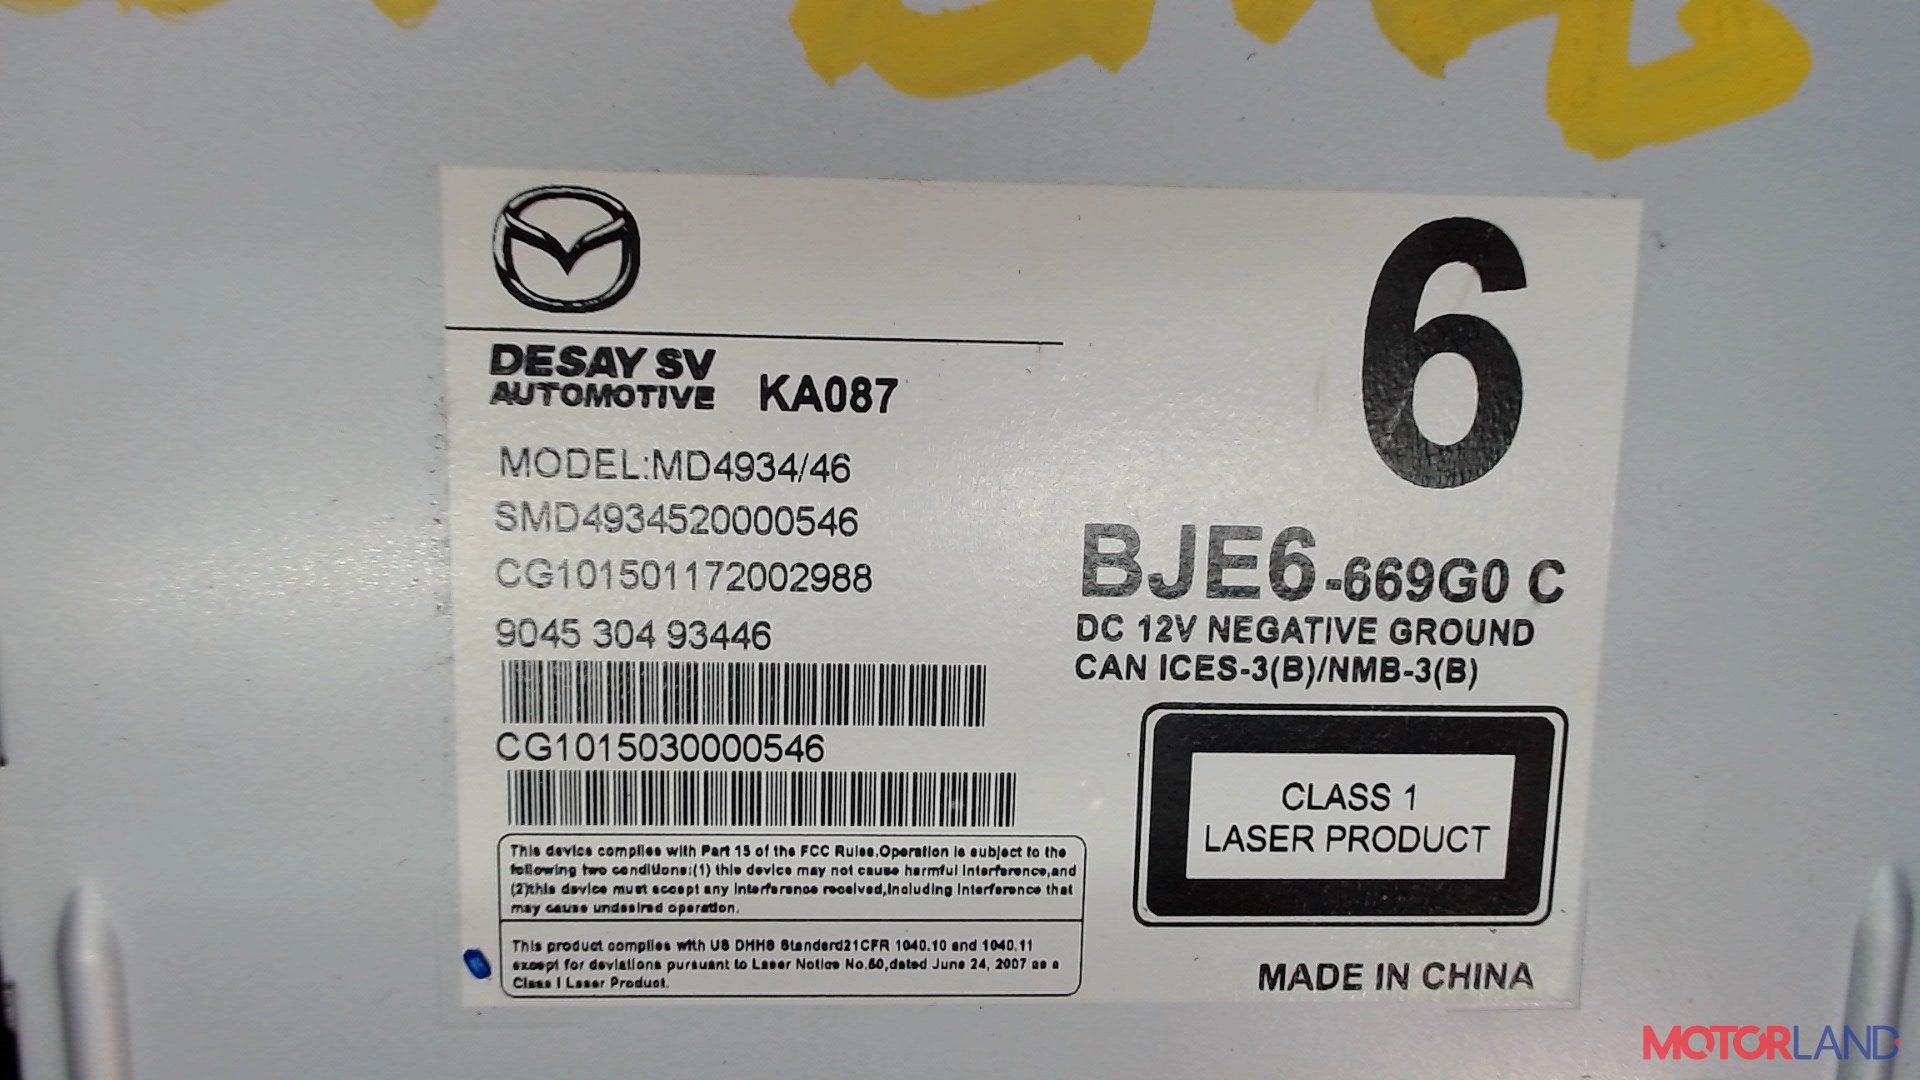 6
DESAY SV
AUTOMOTIVE KA087
MODEL:MD4934/46
SMD4934520000546
CG101501172002988
9045 304 93446
CG1015030000546
BJE6-669G0 C
DC 12V NEGATIVE GROUND
CAN ICES-3(B)/NMB-3(B)
CLASS 1
LASER PRODUCT
This device complies with Part 15 of the FCC Rules.Operation is subject to the
following two conditions:(1) this device may not cause harmful interference,and
(2)this device must accept any interference received,including interference that
may cause undesired operation.
This product complies with US DHHS Standard21CFR 1040.10 and 1040.11
except for deviations pursuant to Laser Notice No.50,dated June 24, 2007 as a
Class I Laser Product.
MADE IN CHINA
MOTORLAND